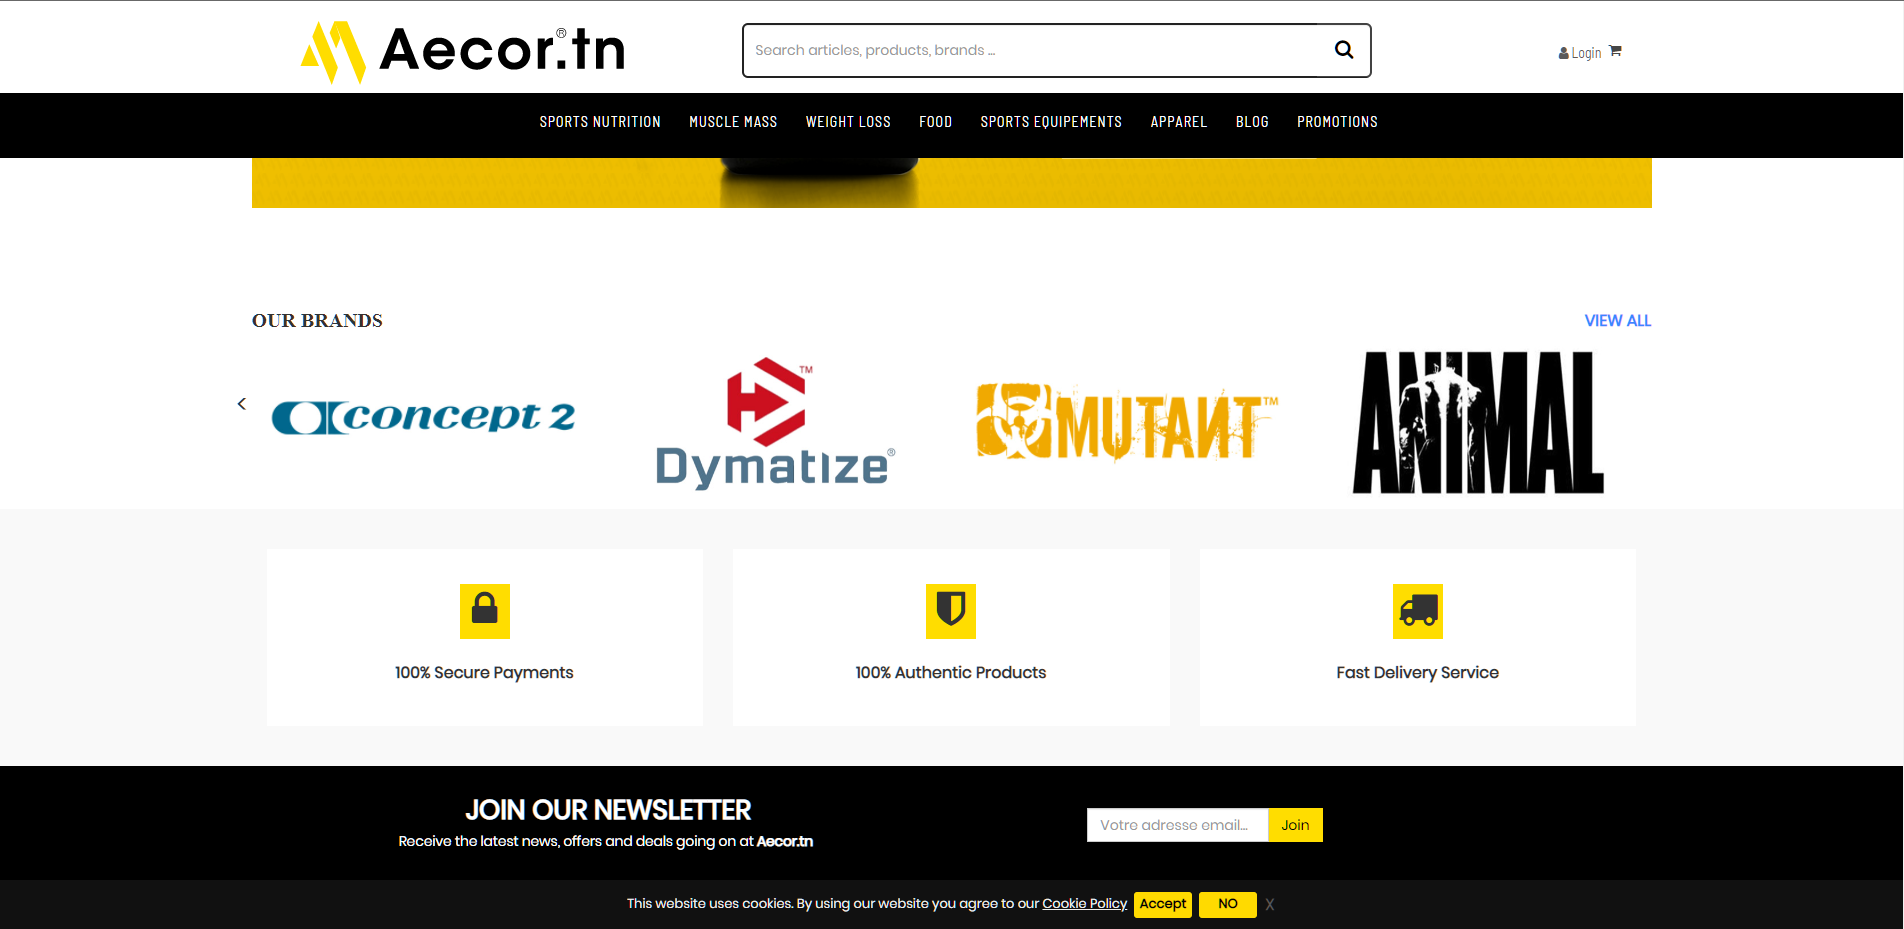 Aecor.tn®
Search articles, products, brands ...
Login
SPORTS NUTRITION
MUSCLE MASS
WEIGHT LOSS
FOOD
SPORTS EQUIPEMENTS
APPAREL
BLOG
PROMOTIONS
OUR BRANDS
VIEW ALL
<
concept 2
Dymatize®
™
MUTANT™
ANIMAL
100% Secure Payments
100% Authentic Products
Fast Delivery Service
JOIN OUR NEWSLETTER
Receive the latest news, offers and deals going on at Aecor.tn
Votre adresse email...
Join
This website uses cookies. By using our website you agree to our Cookie Policy
Accept
NO
X